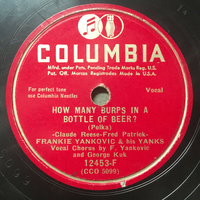 COLUMBIA
Mfrd. under Pats. Pending Trade Marks Reg. U.S.
Pat. Off. Marcas Registradas Made in U.S.A.
For perfect tone
use Columbia Needles
Vocal
HOW MANY BURPS IN A
BOTTLE OF BEER?
(Polka)
-Claude Reese-Fred Patrick-
FRANKIE YANKOVIC & his YANKS
Vocal Chorus by F. Yankovic
and George Kuk
12453-F
(CCO 5099)